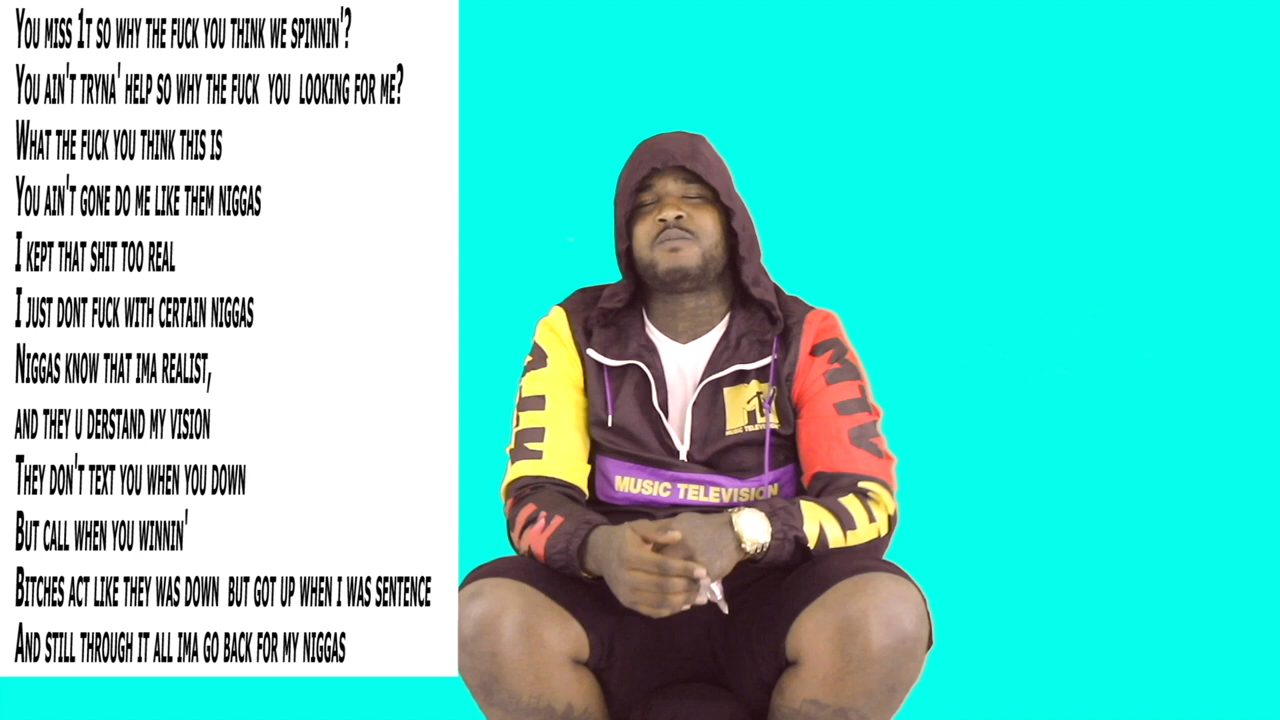 You miss 1t so why the fuck you think we spinnin'?
You ain't tryna' help so why the fuck you looking for me?
What the fuck you think this is
You ain't gone do me like them niggas
I kept that shit too real
I just dont fuck with certain niggas
Niggas know that ima realist,
and they u derstand my vision
They don't text you when you down
But call when you winnin'
Bitches act like they was down but got up when i was sentence
And still through it all ima go back for my niggas
MTV
MTV
MTV
MUSIC TELEVISION
MUSIC TELEVISION